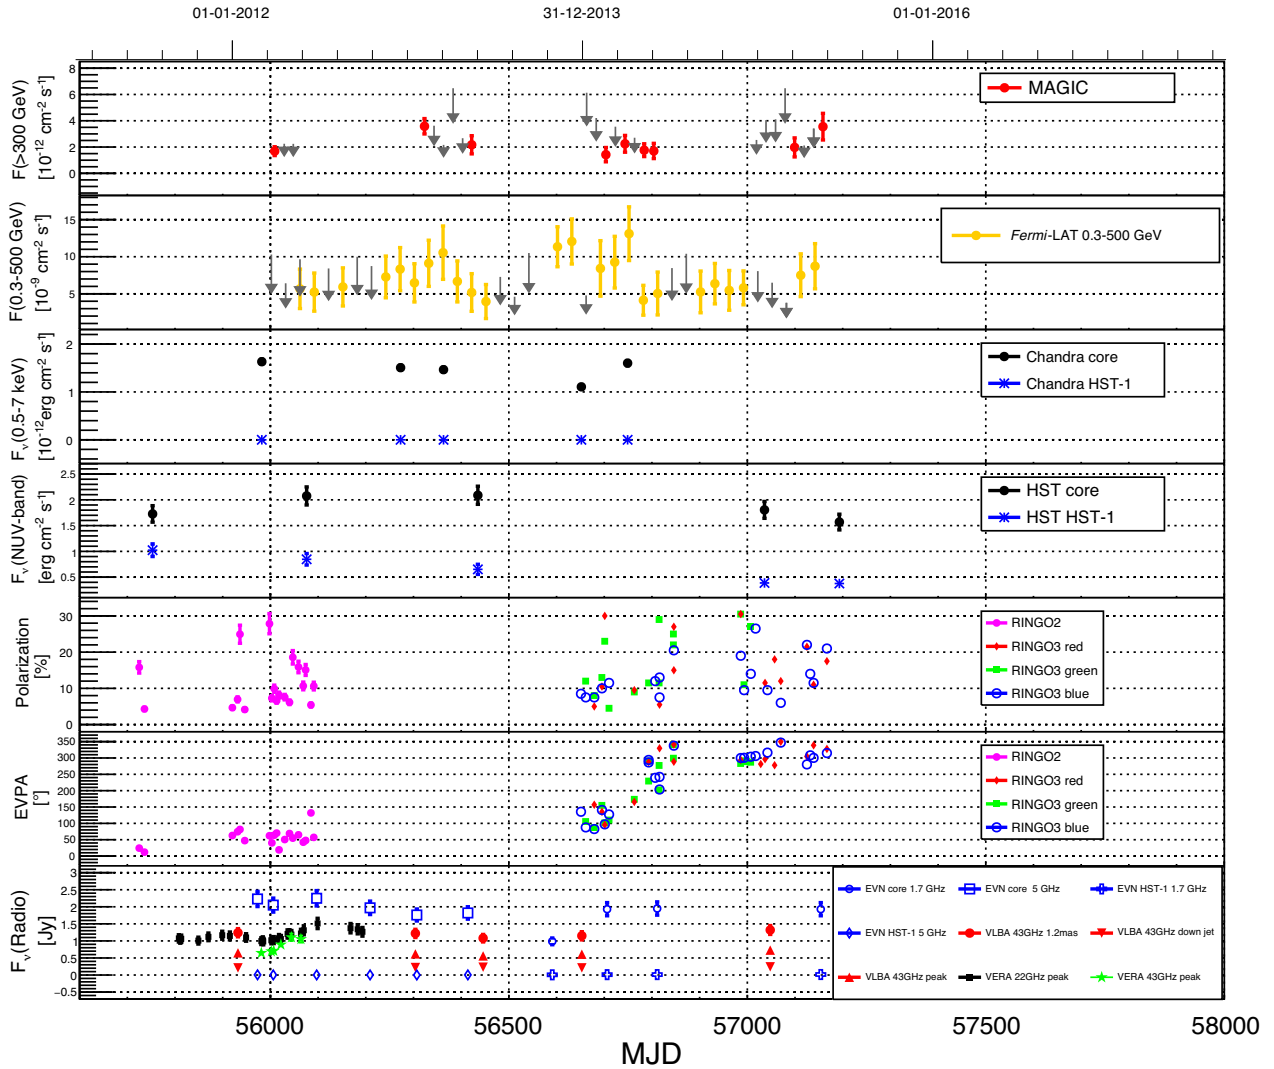 01-01-2012 31-12-2013 01-01-2016
F(>300 GeV)
[10⁻¹² cm⁻² s⁻¹]
8
6
4
2
0
MAGIC
F(0.3-500 GeV)
[10⁻⁹ cm⁻² s⁻¹]
15
10
5
Fermi-LAT 0.3-500 GeV
Fᵥ(0.5-7 keV)
[10⁻¹²erg cm⁻² s⁻¹]
2
1
0
Chandra core
Chandra HST-1
Fᵥ(NUV-band)
[erg cm⁻² s⁻¹]
2.5
2
1.5
1
0.5
HST core
HST HST-1
Polarization
[%]
30
20
10
0
RINGO2
RINGO3 red
RINGO3 green
RINGO3 blue
EVPA
[°]
350
300
250
200
150
100
50
0
RINGO2
RINGO3 red
RINGO3 green
RINGO3 blue
Fᵥ(Radio)
[Jy]
3
2.5
2
1.5
1
0.5
0
−0.5
EVN core 1.7 GHz EVN core 5 GHz EVN HST-1 1.7 GHz
EVN HST-1 5 GHz VLBA 43GHz 1.2mas VLBA 43GHz down jet
VLBA 43GHz peak VERA 22GHz peak VERA 43GHz peak
56000 56500 57000 57500 58000
MJD